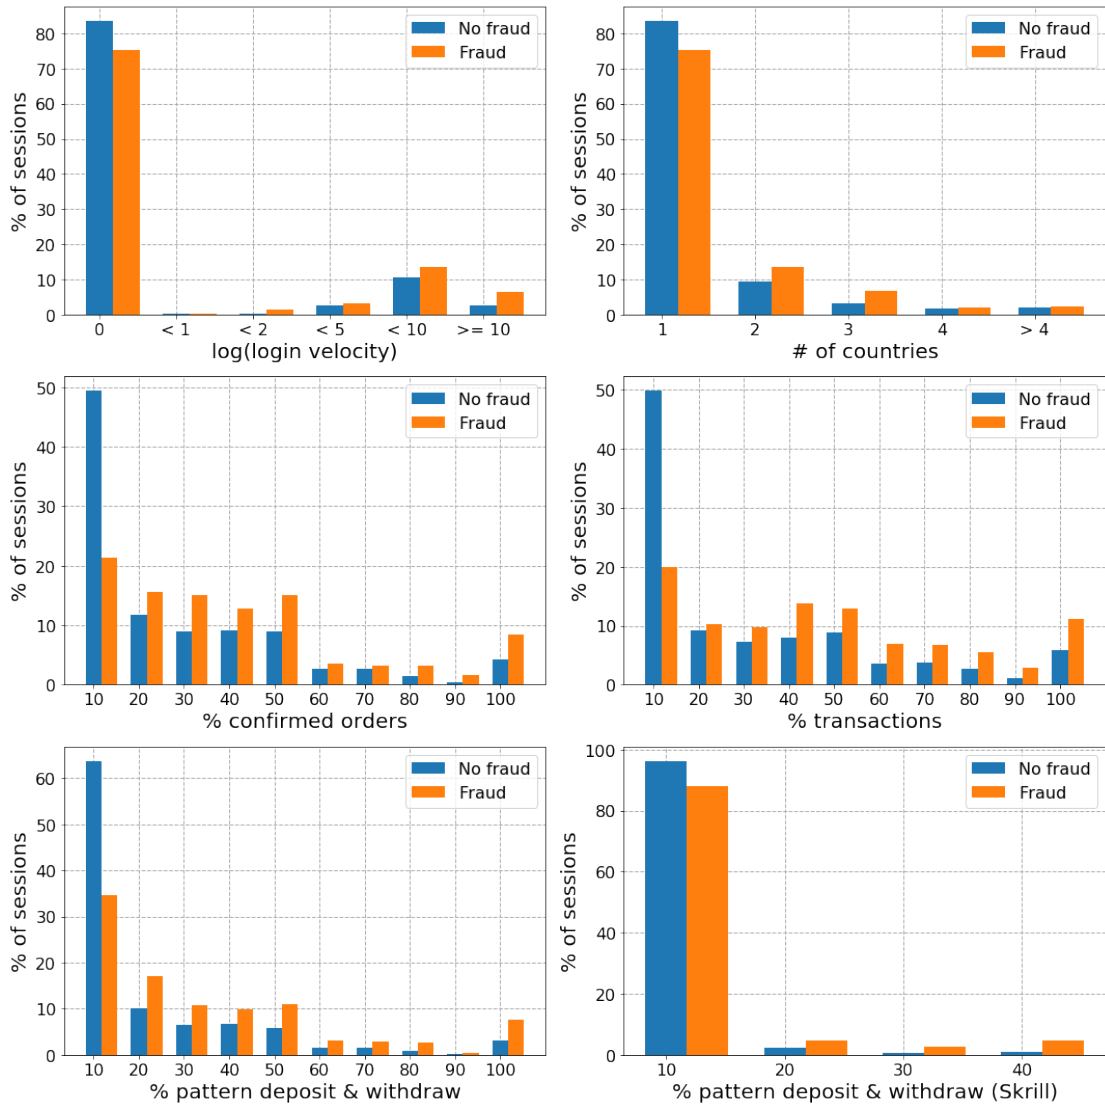 % of sessions
80
70
60
50
40
30
20
10
0
No fraud
Fraud
0 < 1 < 2 < 5 < 10 >= 10
log(login velocity)
% of sessions
80
70
60
50
40
30
20
10
0
No fraud
Fraud
1 2 3 4 > 4
# of countries
% of sessions
50
40
30
20
10
0
No fraud
Fraud
10 20 30 40 50 60 70 80 90 100
% confirmed orders
% of sessions
50
40
30
20
10
0
No fraud
Fraud
10 20 30 40 50 60 70 80 90 100
% transactions
% of sessions
60
50
40
30
20
10
0
No fraud
Fraud
10 20 30 40 50 60 70 80 90 100
% pattern deposit & withdraw
% of sessions
100
80
60
40
20
0
No fraud
Fraud
10 20 30 40
% pattern deposit & withdraw (Skrill)